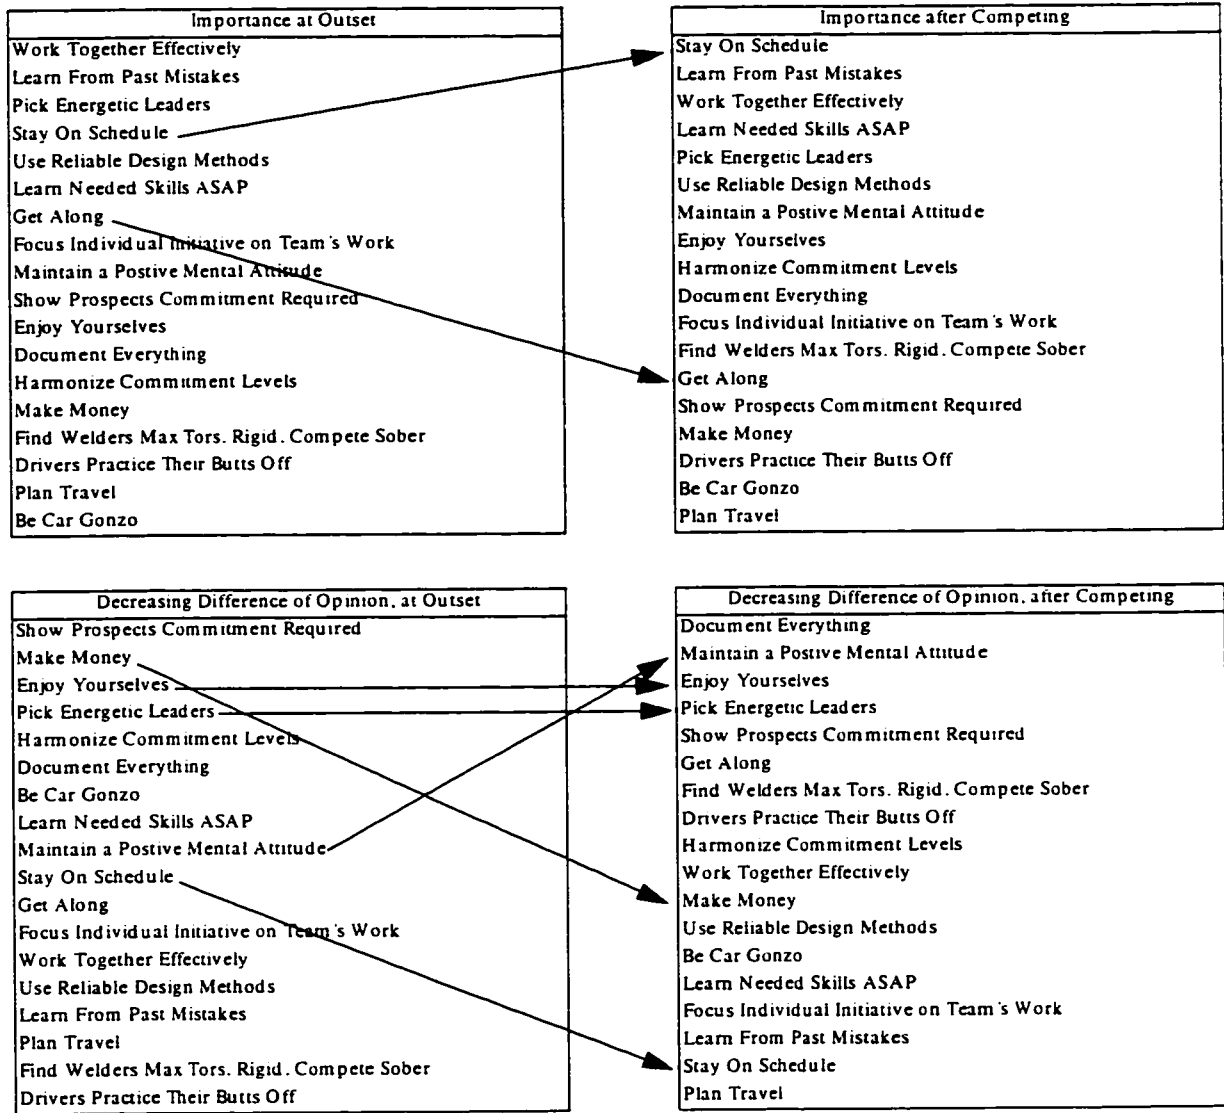 Importance at Outset
Work Together Effectively
Learn From Past Mistakes
Pick Energetic Leaders
Stay On Schedule
Use Reliable Design Methods
Learn Needed Skills ASAP
Get Along
Focus Individual Initiative on Team's Work
Maintain a Postive Mental Attitude
Show Prospects Commitment Required
Enjoy Yourselves
Document Everything
Harmonize Commitment Levels
Make Money
Find Welders Max Tors. Rigid. Compete Sober
Drivers Practice Their Butts Off
Plan Travel
Be Car Gonzo
Importance after Competing
Stay On Schedule
Learn From Past Mistakes
Work Together Effectively
Learn Needed Skills ASAP
Pick Energetic Leaders
Use Reliable Design Methods
Maintain a Postive Mental Attitude
Enjoy Yourselves
Harmonize Commitment Levels
Document Everything
Focus Individual Initiative on Team's Work
Find Welders Max Tors. Rigid. Compete Sober
Get Along
Show Prospects Commitment Required
Make Money
Drivers Practice Their Butts Off
Be Car Gonzo
Plan Travel
Decreasing Difference of Opinion, at Outset
Show Prospects Commitment Required
Make Money
Enjoy Yourselves
Pick Energetic Leaders
Harmonize Commitment Levels
Document Everything
Be Car Gonzo
Learn Needed Skills ASAP
Maintain a Postive Mental Attitude
Stay On Schedule
Get Along
Focus Individual Initiative on Team's Work
Work Together Effectively
Use Reliable Design Methods
Learn From Past Mistakes
Plan Travel
Find Welders Max Tors. Rigid. Compete Sober
Drivers Practice Their Butts Off
Decreasing Difference of Opinion, after Competing
Document Everything
Maintain a Postive Mental Attitude
Enjoy Yourselves
Pick Energetic Leaders
Show Prospects Commitment Required
Get Along
Find Welders Max Tors. Rigid. Compete Sober
Drivers Practice Their Butts Off
Harmonize Commitment Levels
Work Together Effectively
Make Money
Use Reliable Design Methods
Be Car Gonzo
Learn Needed Skills ASAP
Focus Individual Initiative on Team's Work
Learn From Past Mistakes
Stay On Schedule
Plan Travel